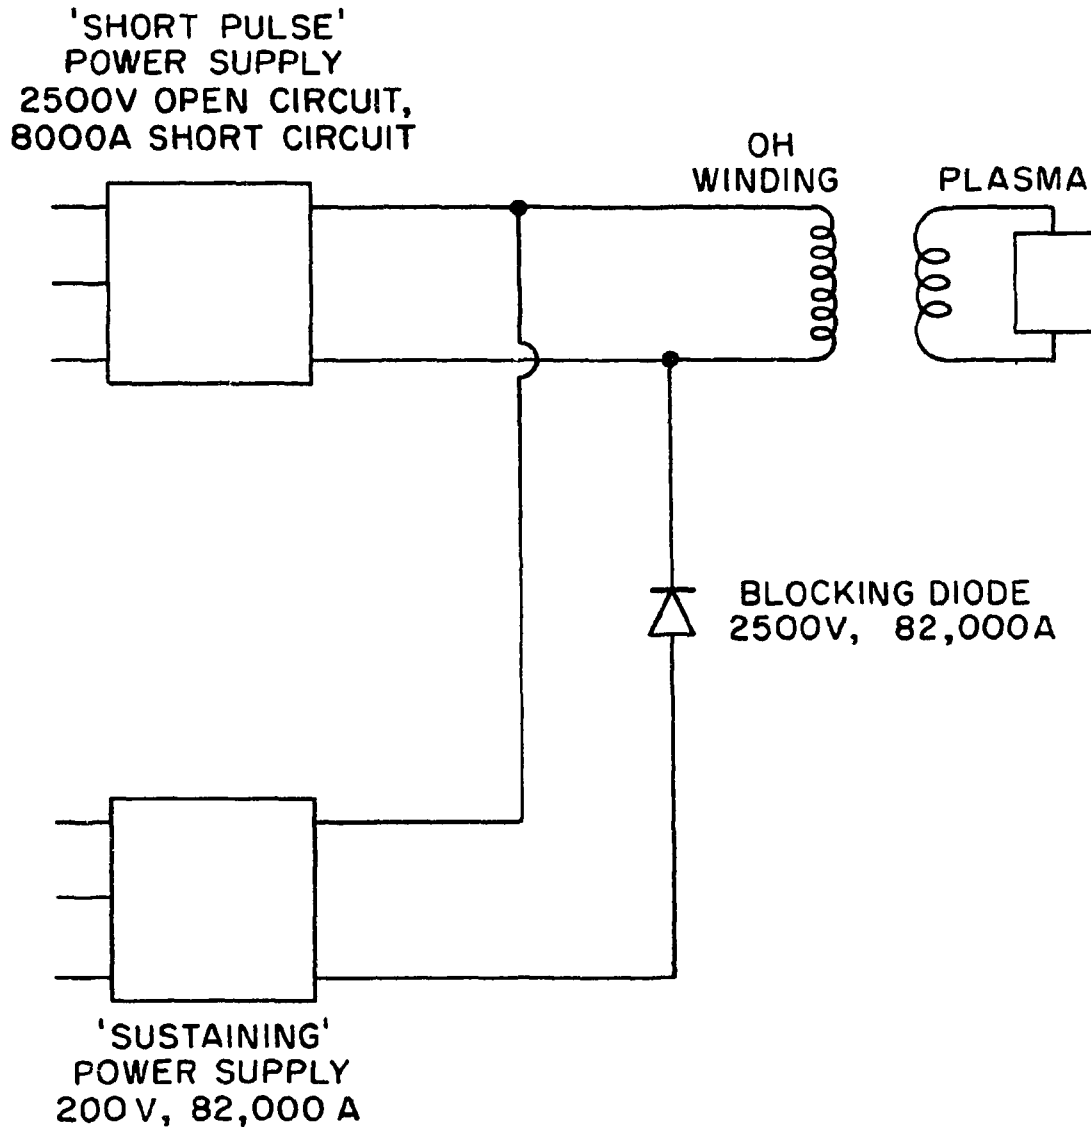 'SHORT PULSE'
POWER SUPPLY
2500V OPEN CIRCUIT,
8000A SHORT CIRCUIT
OH
WINDING
PLASMA
BLOCKING DIODE
2500V, 82,000A
'SUSTAINING'
POWER SUPPLY
200V, 82,000 A